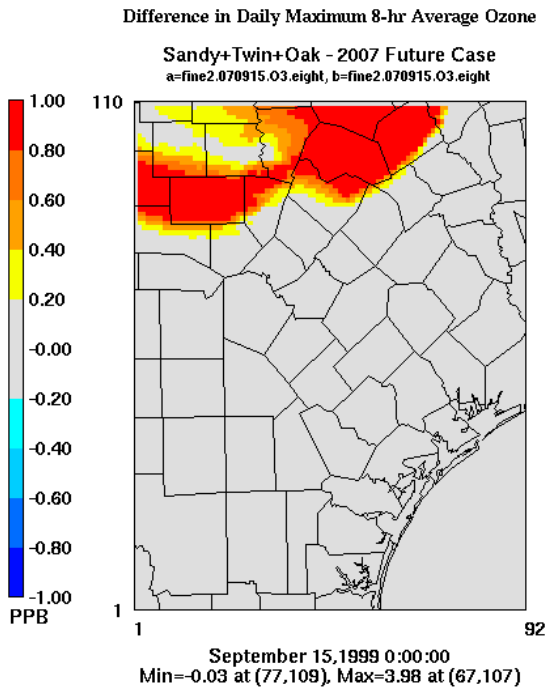 Difference in Daily Maximum 8-hr Average Ozone
Sandy+Twin+Oak - 2007 Future Case
a=fine2.070915.O3.eight, b=fine2.070915.O3.eight
1.00
0.80
0.60
0.40
0.20
-0.00
-0.20
-0.40
-0.60
-0.80
-1.00
PPB
110
1
1
92
September 15,1999 0:00:00
Min=-0.03 at (77,109), Max=3.98 at (67,107)